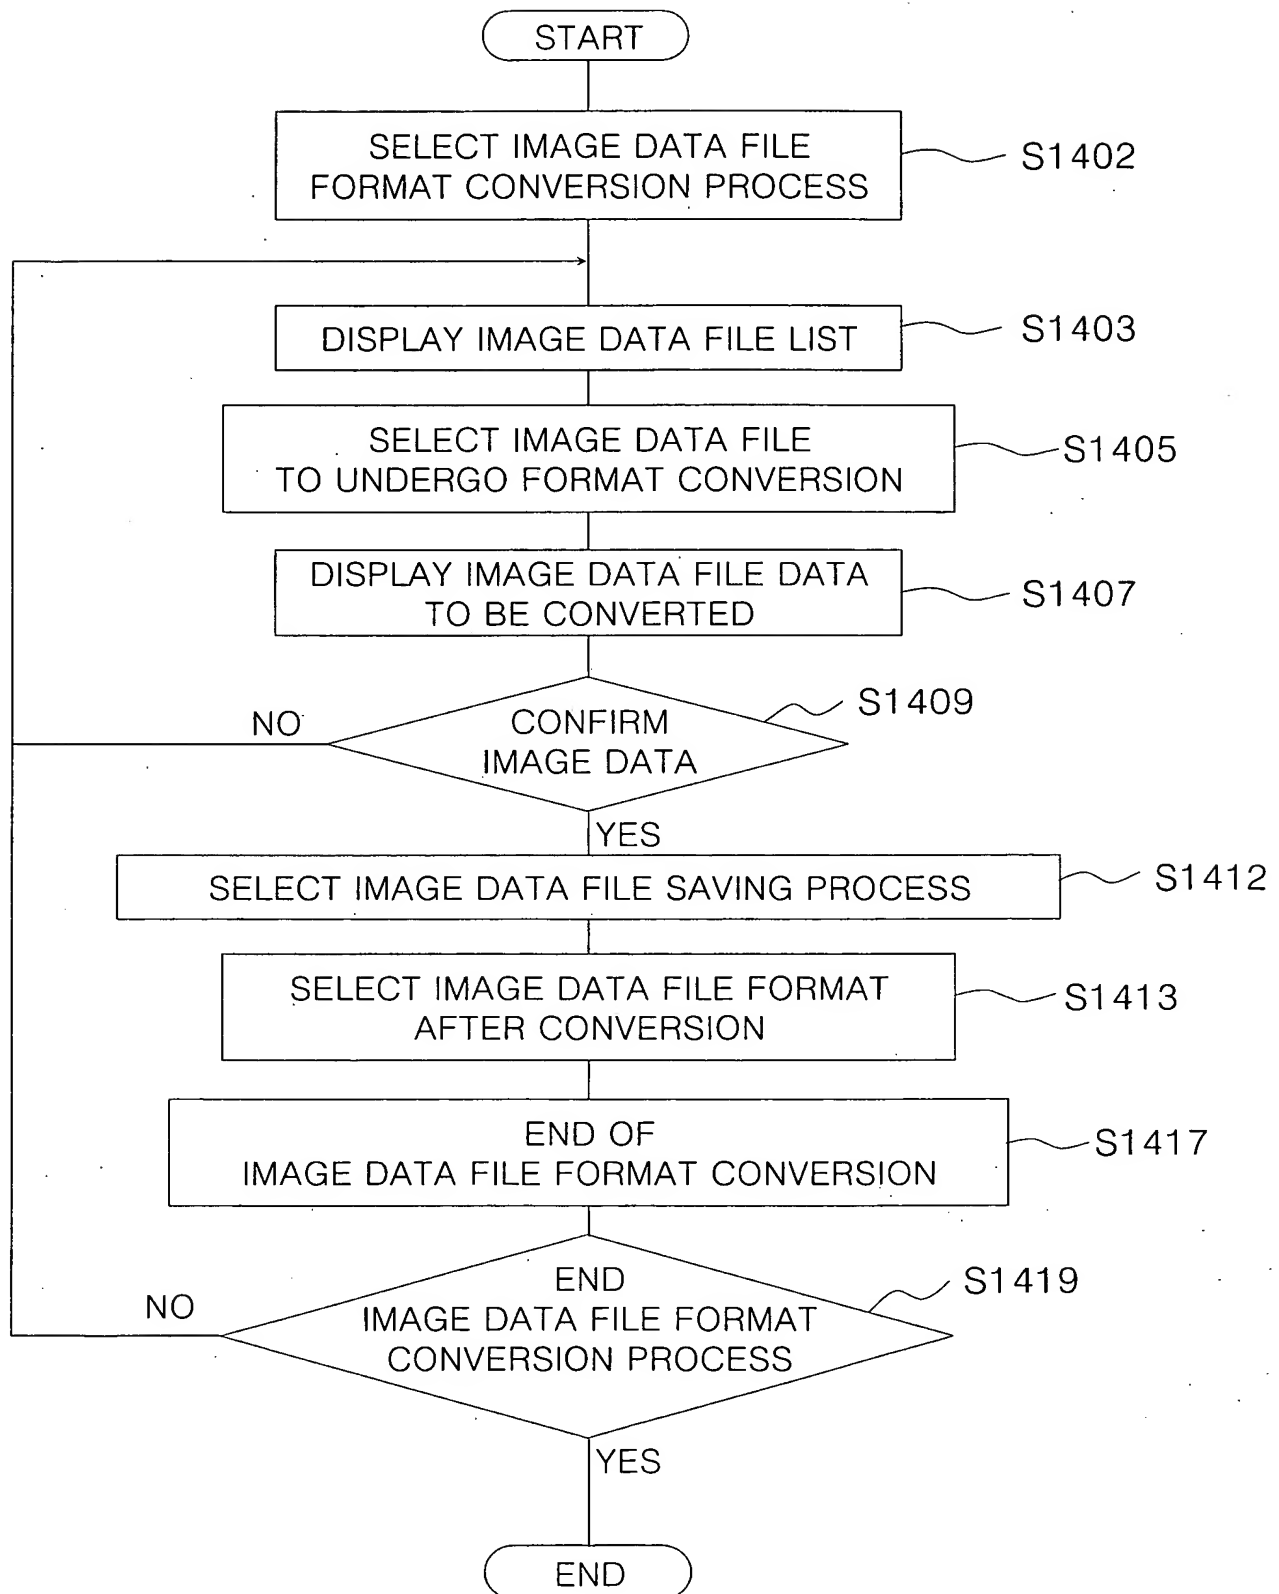 START
SELECT IMAGE DATA FILE
FORMAT CONVERSION PROCESS
S1402
DISPLAY IMAGE DATA FILE LIST
S1403
SELECT IMAGE DATA FILE
TO UNDERGO FORMAT CONVERSION
S1405
DISPLAY IMAGE DATA FILE DATA
TO BE CONVERTED
S1407
CONFIRM
IMAGE DATA
S1409
NO
YES
SELECT IMAGE DATA FILE SAVING PROCESS
S1412
SELECT IMAGE DATA FILE FORMAT
AFTER CONVERSION
S1413
END OF
IMAGE DATA FILE FORMAT CONVERSION
S1417
END
IMAGE DATA FILE FORMAT
CONVERSION PROCESS
S1419
NO
YES
END